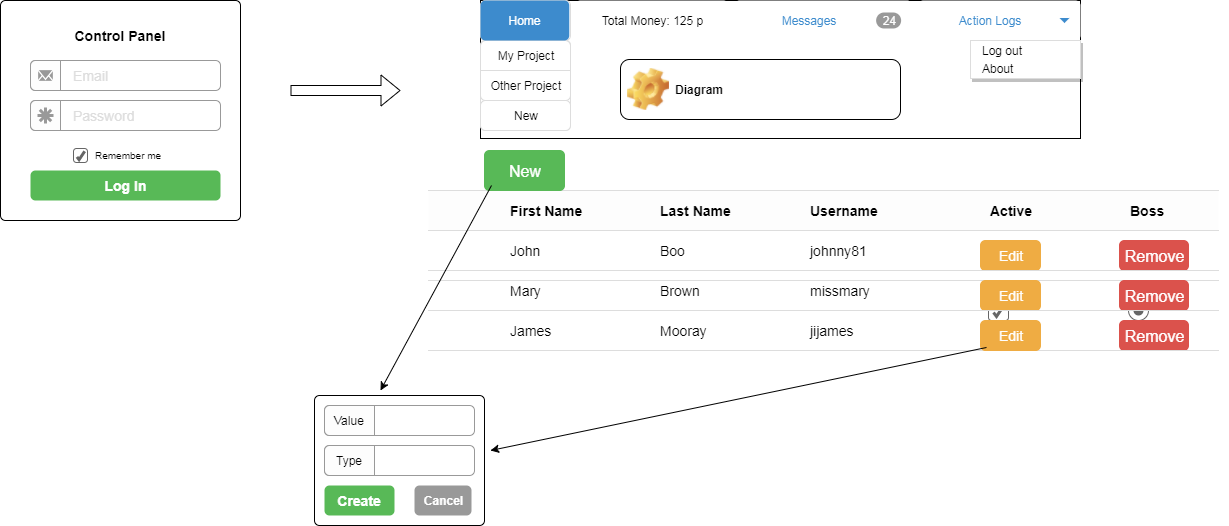 Control Panel
Email
Password
Remember me
Log In
Home
Total Money: 125 p
Messages
24
Action Logs
Log out
About
My Project
Other Project
New
Diagram
New
First Name Last Name Username Active Boss
John Boo johnny81 Edit Remove
Mary Brown missmary Edit Remove
James Mooray jijames Edit Remove
Value
Type
Create Cancel